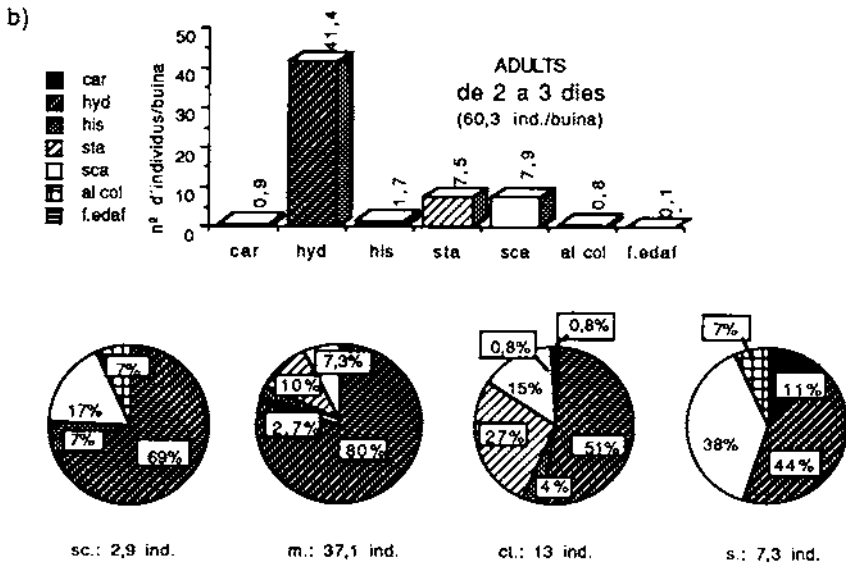 b)
car
hyd
his
sta
sca
al col
f.edaf
nº d'individus/buina
50
40
30
20
10
0
ADULTS
de 2 a 3 dies
(60,3 ind./buina)
0,9
41,4
1,7
7,5
7,9
0,8
0,1
car hyd his sta sca al col f.edaf
7%
17%
7%
69%
sc.: 2,9 ind.
7,3%
10%
2,7%
80%
m.: 37,1 ind.
0,8%
0,8%
15%
27%
51%
4%
ct.: 13 ind.
7%
11%
38%
44%
s.: 7,3 ind.